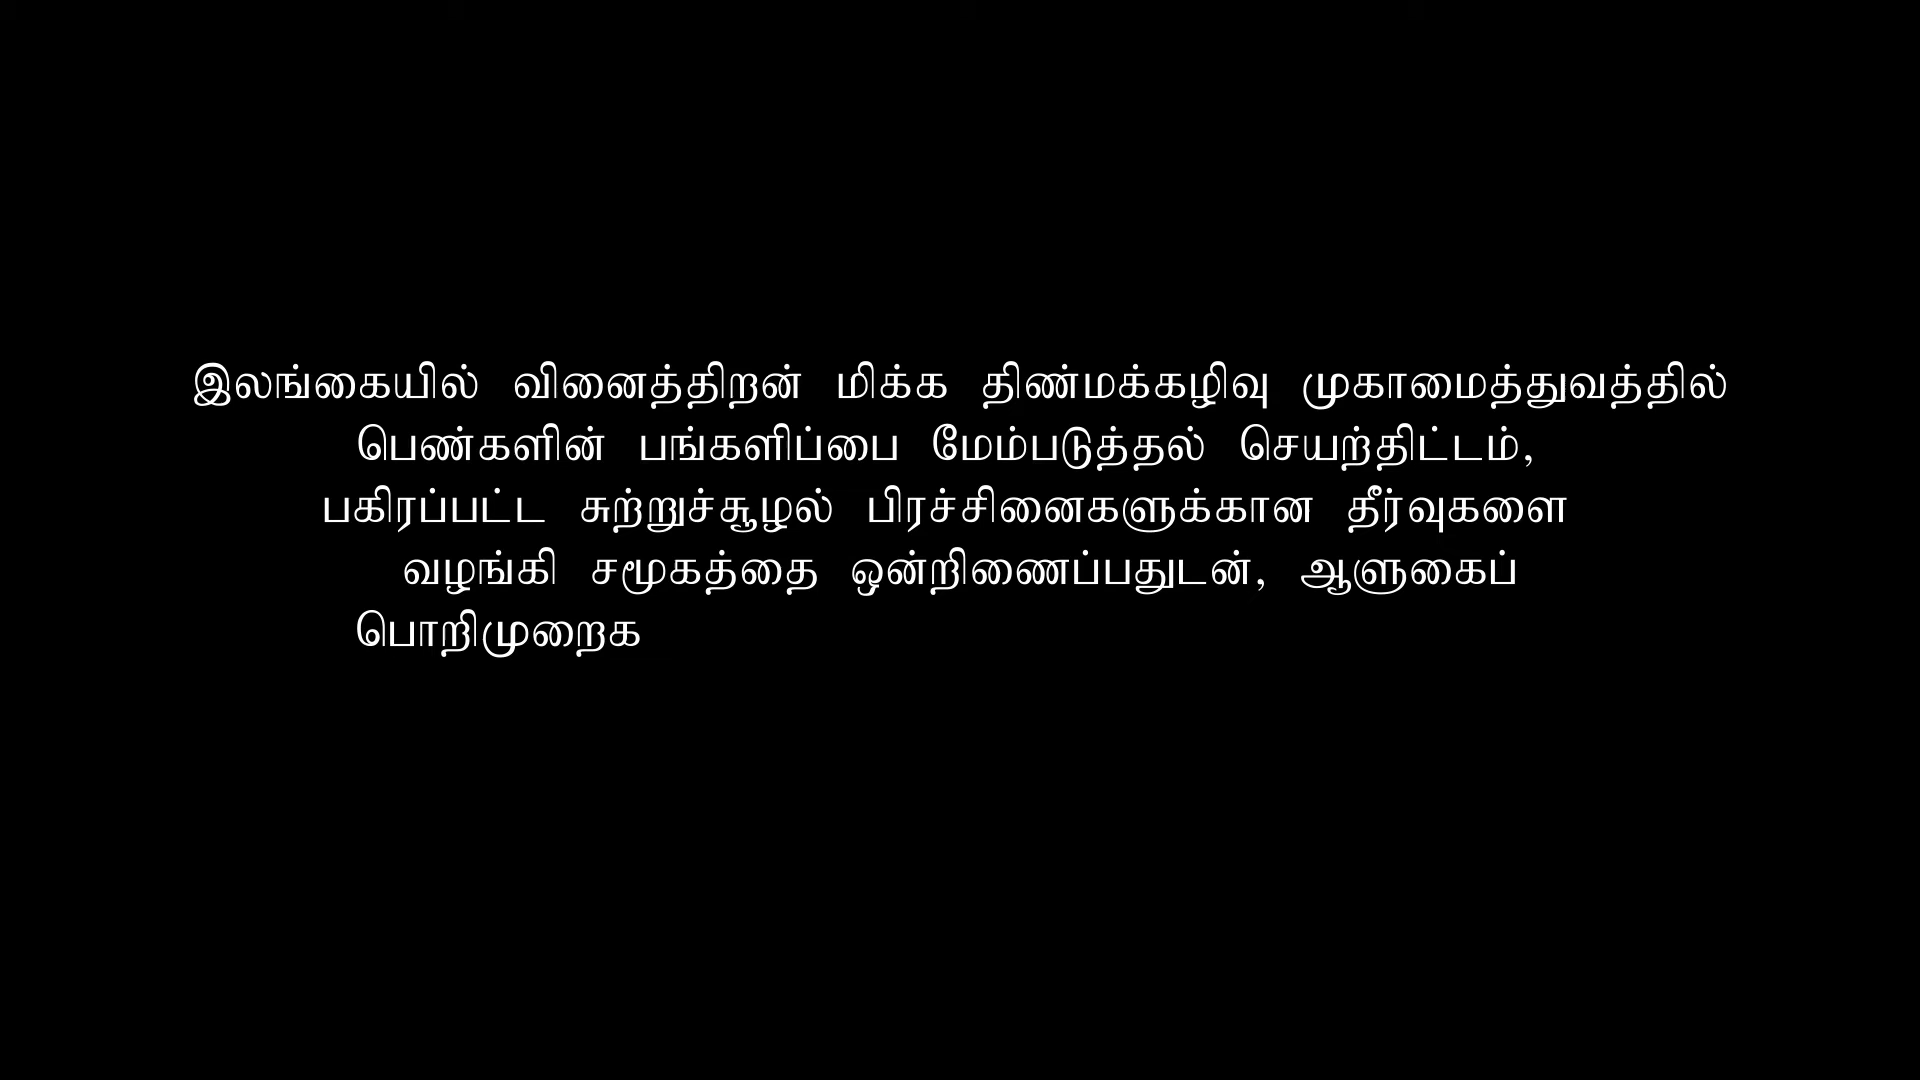 இலங்கையில் வினைத்திறன் மிக்க திண்மக்கழிவு முகாமைத்துவத்தில்
பெண்களின் பங்களிப்பை மேம்படுத்தல் செயற்திட்டம்,
பகிரப்பட்ட சுற்றுச்சூழல் பிரச்சினைகளுக்கான தீர்வுகளை
வழங்கி சமூகத்தை ஒன்றிணைப்பதுடன், ஆளுகைப்
பொறிமுறைக